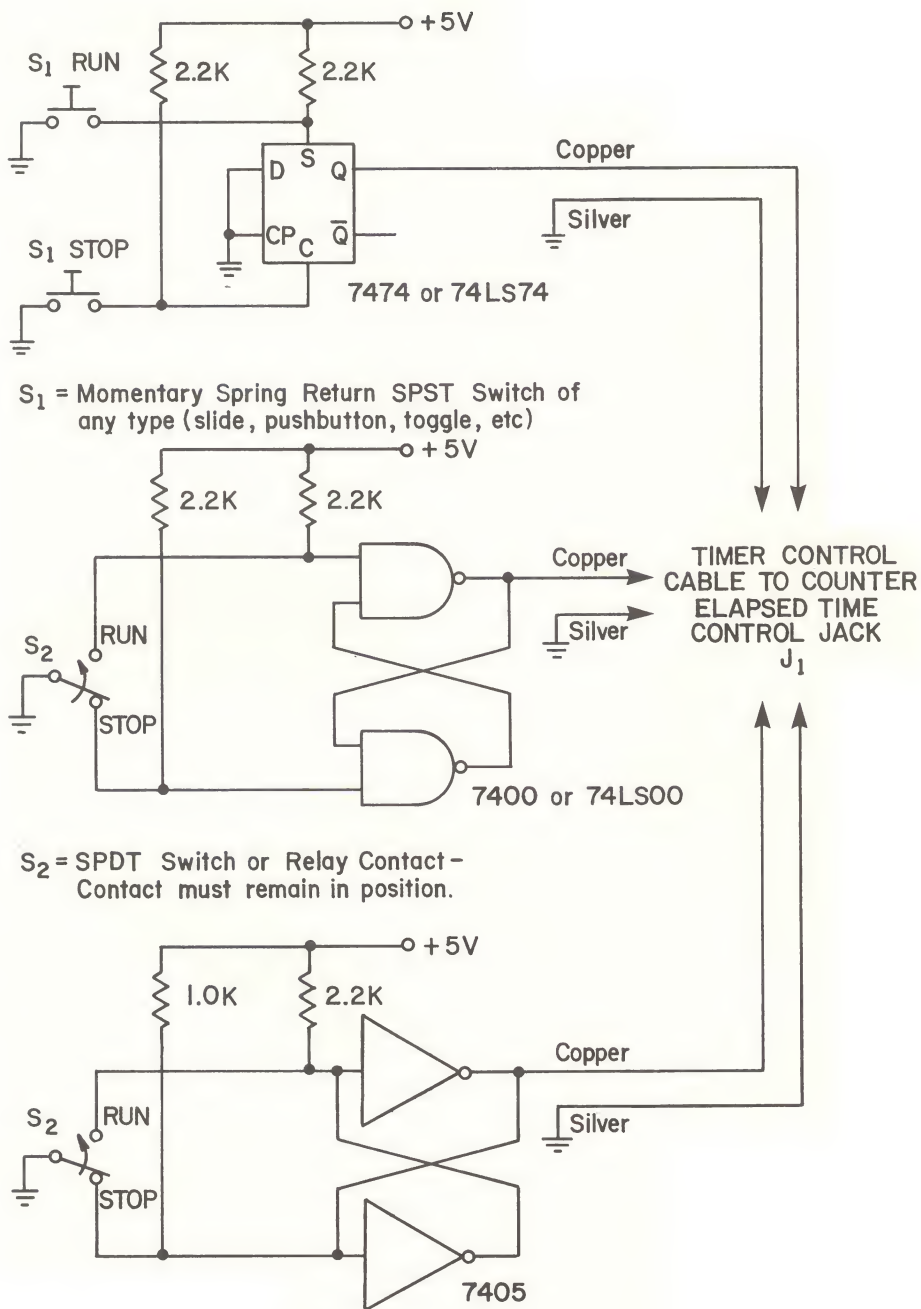 +5V
S1 RUN
2.2K
2.2K
S
D
Q
CP
C
Q̅
Copper
Silver
S1 STOP
7474 or 74LS74
S1 = Momentary Spring Return SPST Switch of
any type (slide, pushbutton, toggle, etc)
+5V
2.2K
2.2K
Copper
Silver
TIMER CONTROL
CABLE TO COUNTER
ELAPSED TIME
CONTROL JACK
J1
S2
RUN
STOP
7400 or 74LS00
S2 = SPDT Switch or Relay Contact-
Contact must remain in position.
+5V
1.0K
2.2K
Copper
Silver
S2
RUN
STOP
7405